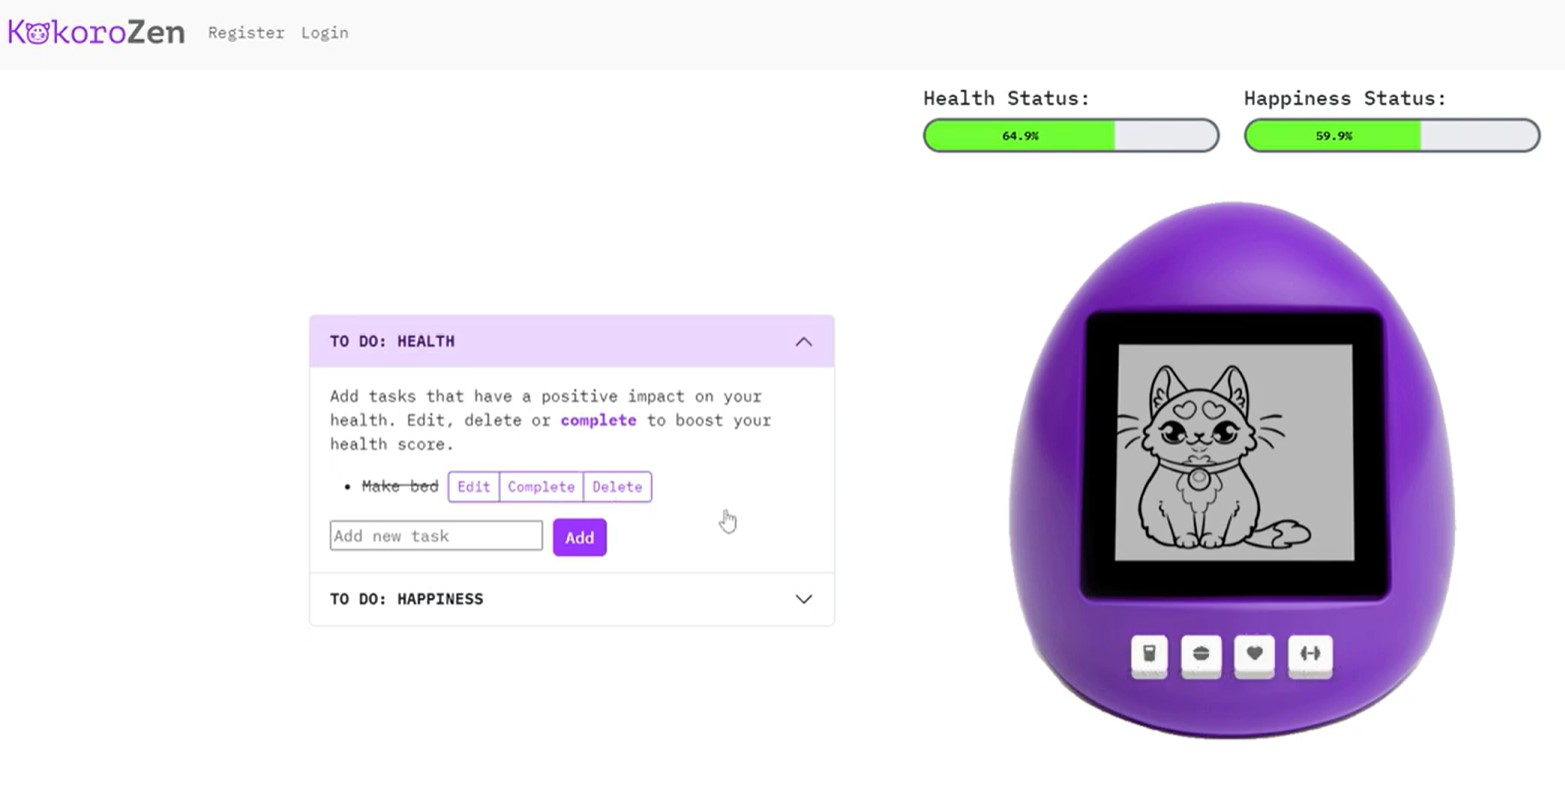 KokoroZen Register Login
Health Status: Happiness Status:
64.9% 59.9%
TO DO: HEALTH
Add tasks that have a positive impact on your
health. Edit, delete or complete to boost your
health score.
Make bed Edit Complete Delete
Add new task Add
TO DO: HAPPINESS